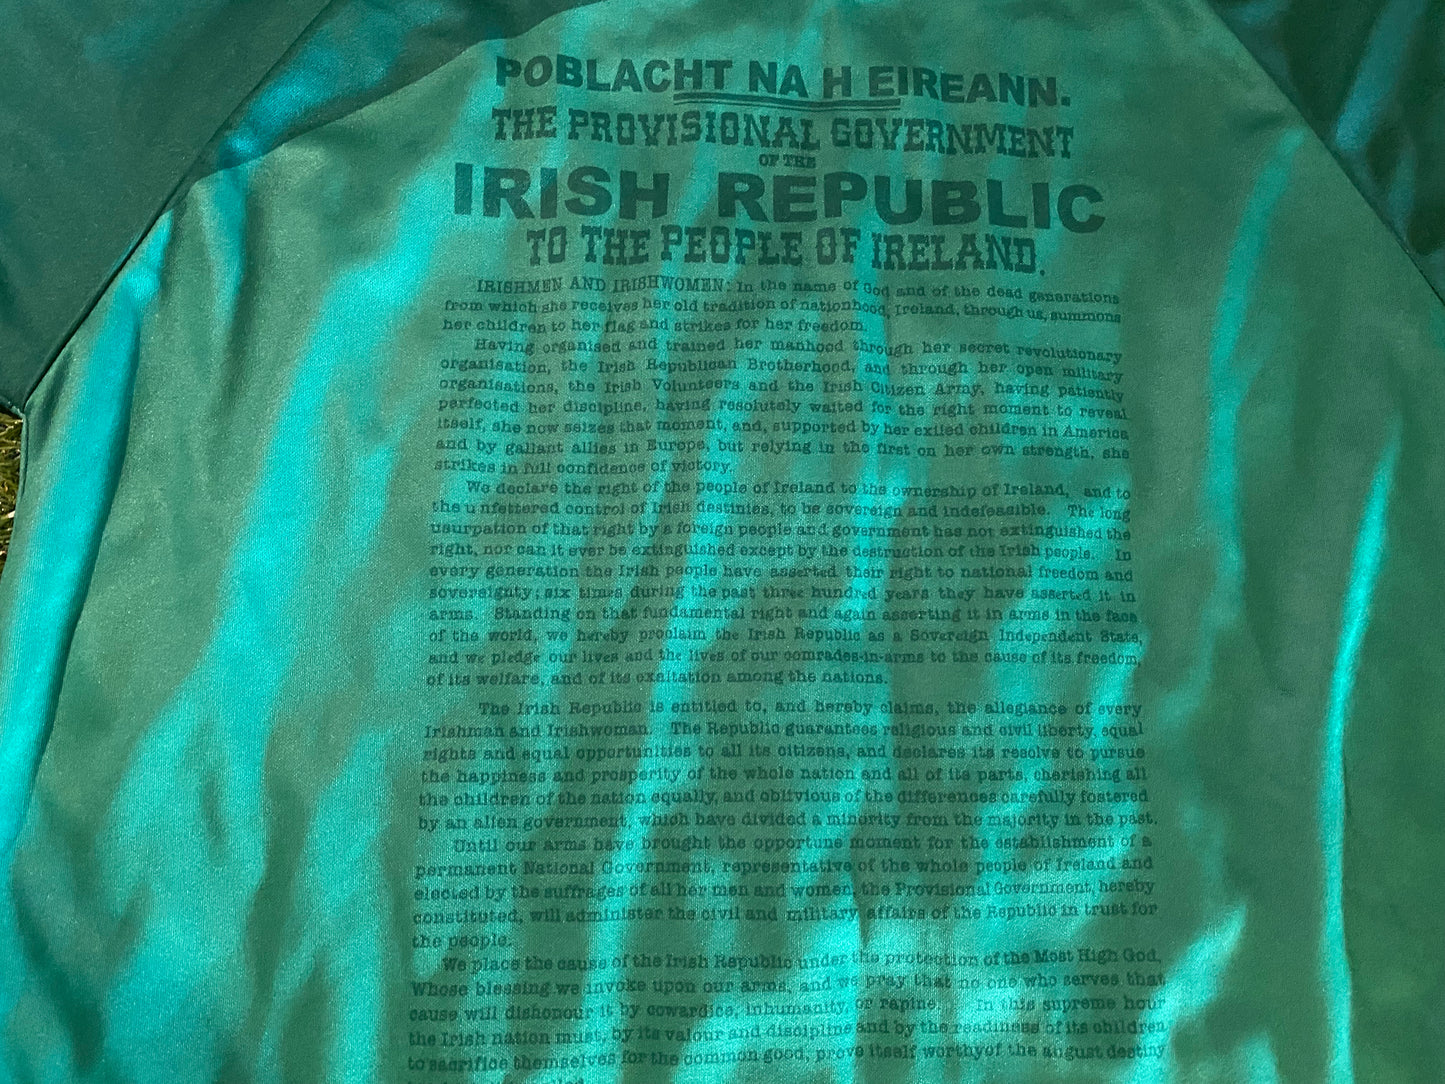 POBLACHT NA H EIREANN.
THE PROVISIONAL GOVERNMENT
OF THE
IRISH REPUBLIC
TO THE PEOPLE OF IRELAND.
IRISHMEN AND IRISHWOMEN: In the name of God and of the dead generations
from which she receives her old tradition of nationhood, Ireland, through us, summons
her children to her flag and strikes for her freedom.
Having organised and trained her manhood through her secret revolutionary
organisation, the Irish Republican Brotherhood, and through her open military
organisations, the Irish Volunteers and the Irish Citizen Army, having patiently
perfected her discipline, having resolutely waited for the right moment to reveal
itself, she now seizes that moment, and, supported by her exiled children in America
and by gallant allies in Europe, but relying in the first on her own strength, she
strikes in full confidence of victory.
We declare the right of the people of Ireland to the ownership of Ireland, and to
the unfettered control of Irish destinies, to be sovereign and indefeasible. The long
usurpation of that right by a foreign people and government has not extinguished the
right, nor can it ever be extinguished except by the destruction of the Irish people. In
every generation the Irish people have asserted their right to national freedom and
sovereignty; six times during the past three hundred years they have asserted it in
arms. Standing on that fundamental right and again asserting it in arms in the face
of the world, we hereby proclaim the Irish Republic as a Sovereign Independent State,
and we pledge our lives and the lives of our comrades-in-arms to the cause of its freedom,
of its welfare, and of its exaltation among the nations.
The Irish Republic is entitled to, and hereby claims, the allegiance of every
Irishman and Irishwoman. The Republic guarantees religious and civil liberty, equal
rights and equal opportunities to all its citizens, and declares its resolve to pursue
the happiness and prosperity of the whole nation and all of its parts, cherishing all
the children of the nation equally, and oblivious of the differences carefully fostered
by an alien government, which have divided a minority from the majority in the past.
Until our arms have brought the opportune moment for the establishment of a
permanent National Government, representative of the whole people of Ireland and
elected by the suffrages of all her men and women, the Provisional Government, hereby
constituted, will administer the civil and military affairs of the Republic in trust for
the people.
We place the cause of the Irish Republic under the protection of the Most High God,
Whose blessing we invoke upon our arms, and we pray that no one who serves that
cause will dishonour it by cowardice, inhumanity, or rapine. In this supreme hour
the Irish nation must, by its valour and discipline and by the readiness of its children
to sacrifice themselves for the common good, prove itself worthy of the august destiny